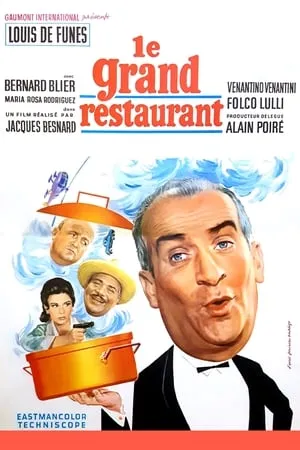 GAUMONT INTERNATIONAL présente
LOUIS DE FUNES
le
grand
restaurant
avec
BERNARD BLIER
MARIA ROSA RODRIGUEZ
dans
UN FILM RÉALISÉ PAR
JACQUES BESNARD
VENANTINO VENANTINI
FOLCO LULLI
PRODUCTEUR DÉLÉGUÉ
ALAIN POIRÉ
EASTMANCOLOR
TECHNISCOPE